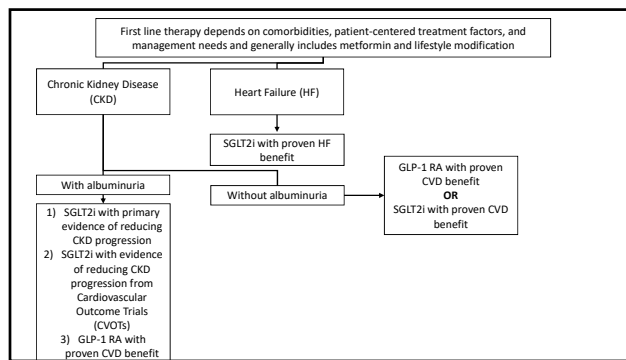 First line therapy depends on comorbidities, patient-centered treatment factors, and
management needs and generally includes metformin and lifestyle modification
Chronic Kidney Disease
(CKD)
Heart Failure (HF)
SGLT2i with proven HF
benefit
With albuminuria
Without albuminuria
GLP-1 RA with proven
CVD benefit
OR
SGLT2i with proven CVD
benefit
1) SGLT2i with primary
evidence of reducing
CKD progression
2) SGLT2i with evidence
of reducing CKD
progression from
Cardiovascular
Outcome Trials
(CVOTs)
3) GLP-1 RA with
proven CVD benefit